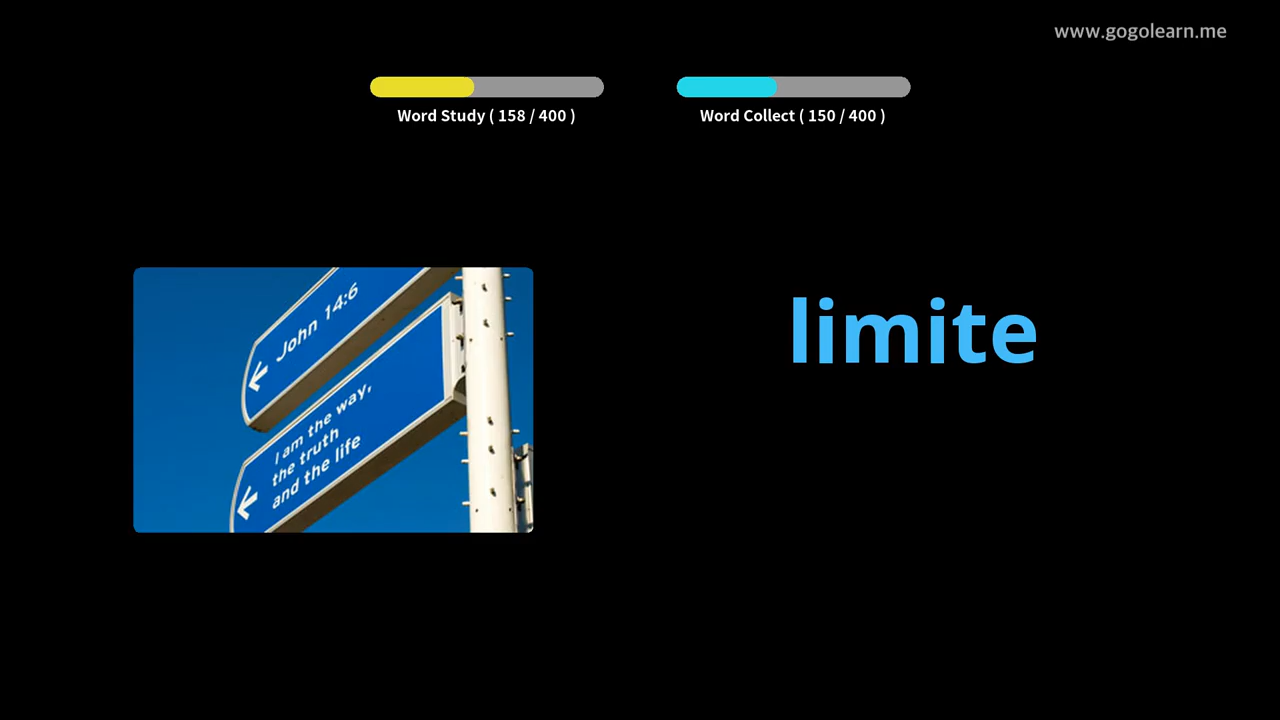 www.gogolearn.me
Word Study ( 158 / 400 )
Word Collect ( 150 / 400 )
John 14:6
I am the way,
the truth
and the life
limite